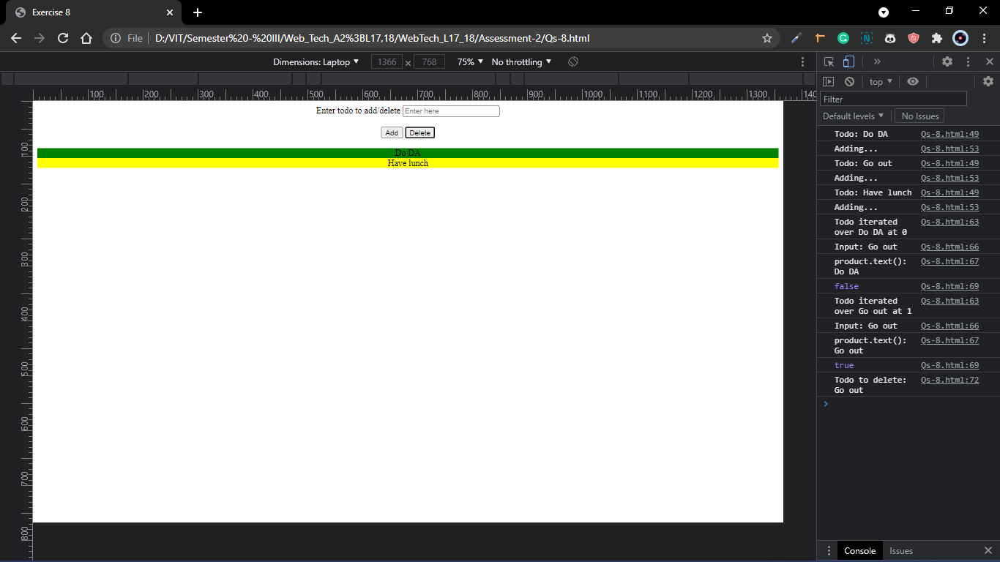 Exercise 8
File
D:/VIT/Semester%20-%20III/Web_Tech_A2%3BL17,18/WebTech_L17_18/Assessment-2/Qs-8.html
Dimensions: Laptop 1366 × 768 75% No throttling
100 200 300 400 500 600 700 800 900 1000 1100 1200 1300 140
100
200
300
400
500
600
700
800
Enter todo to add/delete Enter here
Add Delete
Do DA
Have lunch
top
Filter
Default levels No Issues
Todo: Do DA Qs-8.html:49
Adding... Qs-8.html:53
Todo: Go out Qs-8.html:49
Adding... Qs-8.html:53
Todo: Have lunch Qs-8.html:49
Adding... Qs-8.html:53
Todo iterated Qs-8.html:63
over Do DA at 0
Input: Go out Qs-8.html:66
product.text(): Qs-8.html:67
Do DA
false Qs-8.html:69
Todo iterated Qs-8.html:63
over Go out at 1
Input: Go out Qs-8.html:66
product.text(): Qs-8.html:67
Go out
true Qs-8.html:69
Todo to delete: Qs-8.html:72
Go out
Console Issues